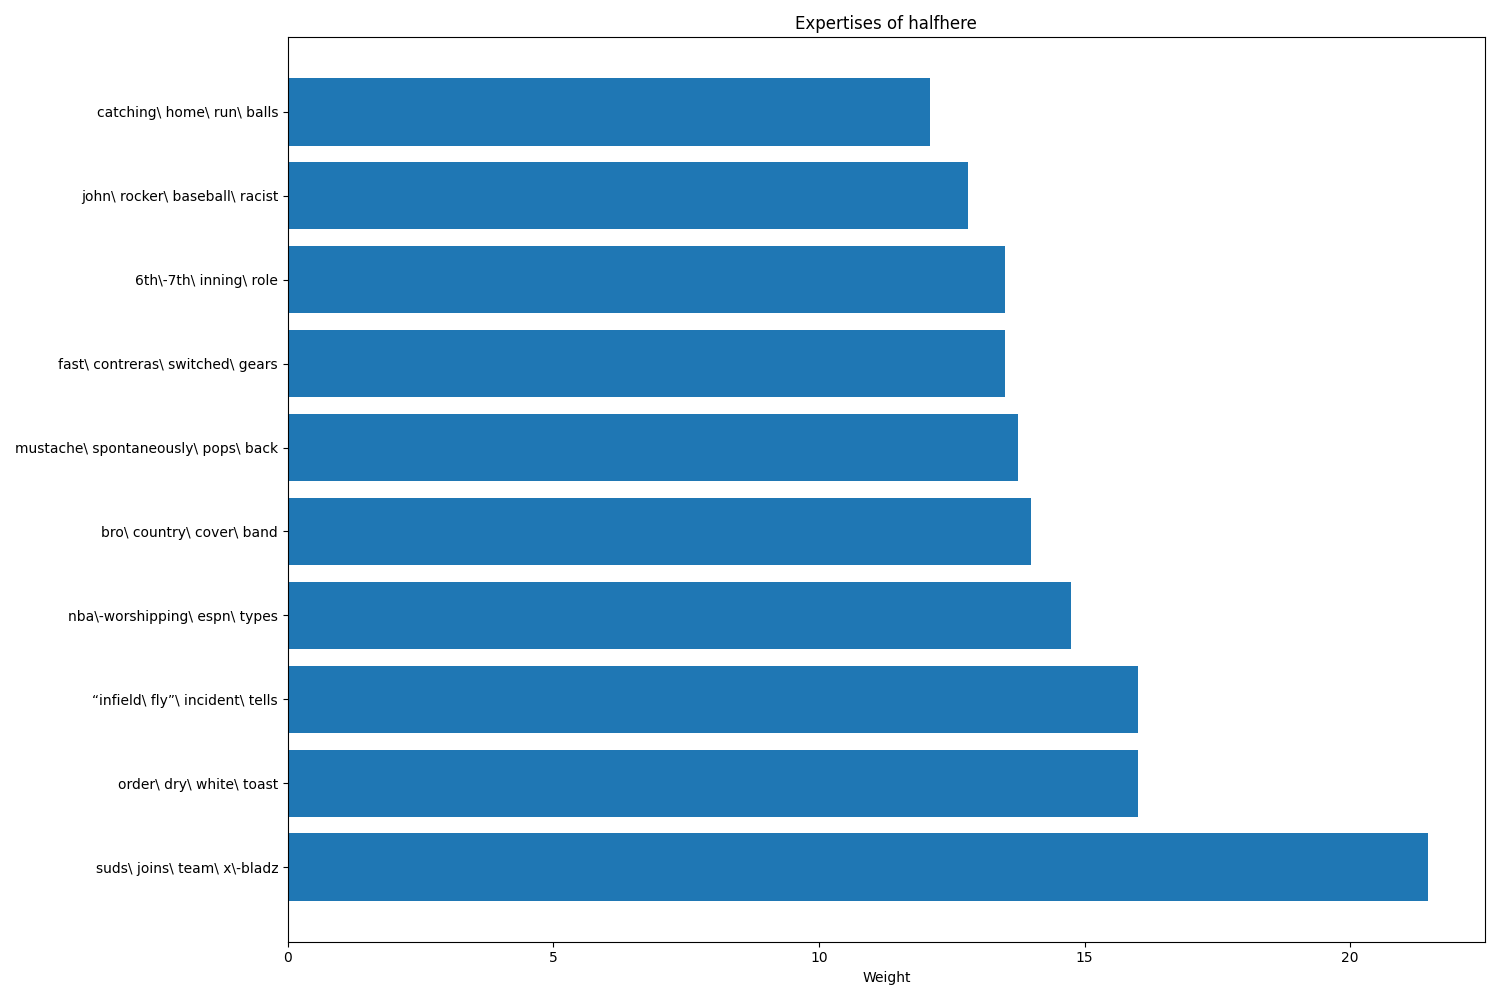 Expertises of halfhere
catching\ home\ run\ balls
john\ rocker\ baseball\ racist
6th\-7th\ inning\ role
fast\ contreras\ switched\ gears
mustache\ spontaneously\ pops\ back
bro\ country\ cover\ band
nba\-worshipping\ espn\ types
“infield\ fly”\ incident\ tells
order\ dry\ white\ toast
suds\ joins\ team\ x\-bladz
0 5 10 15 20
Weight